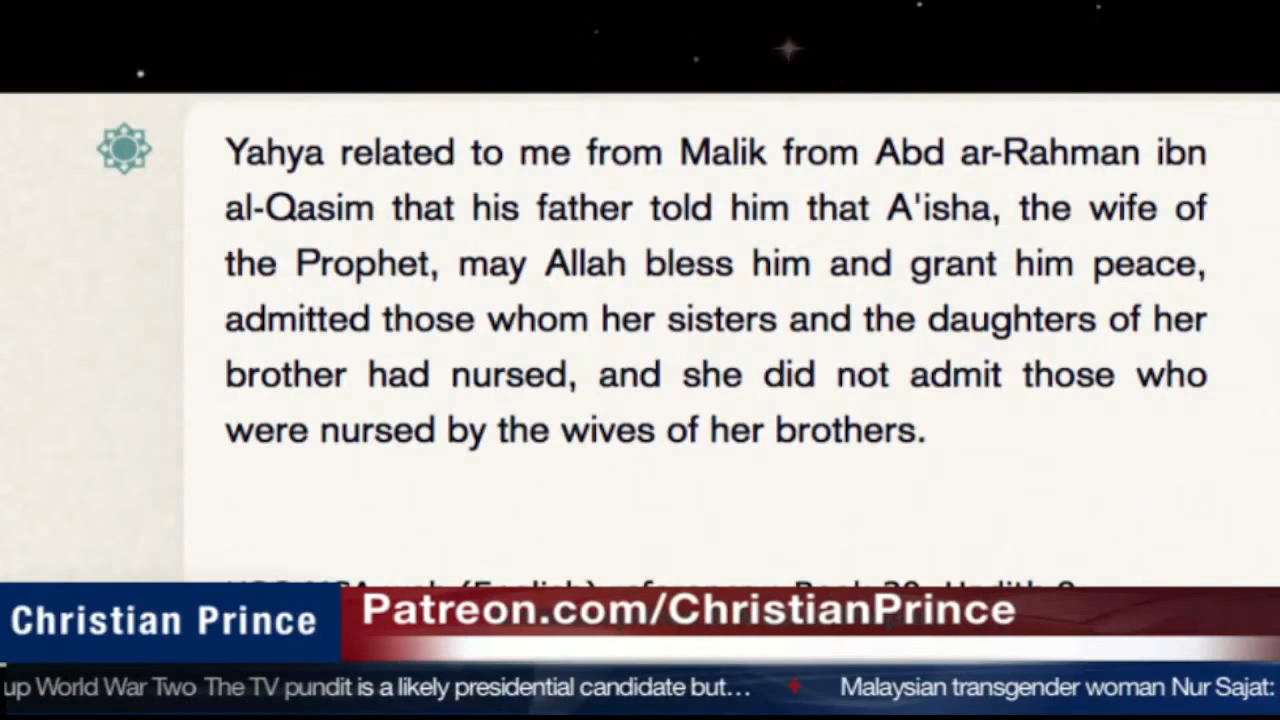 Yahya related to me from Malik from Abd ar-Rahman ibn
al-Qasim that his father told him that A'isha, the wife of
the Prophet, may Allah bless him and grant him peace,
admitted those whom her sisters and the daughters of her
brother had nursed, and she did not admit those who
were nursed by the wives of her brothers.
Christian Prince
Patreon.com/ChristianPrince
up World War Two The TV pundit is a likely presidential candidate but...
Malaysian transgender woman Nur Sajat: